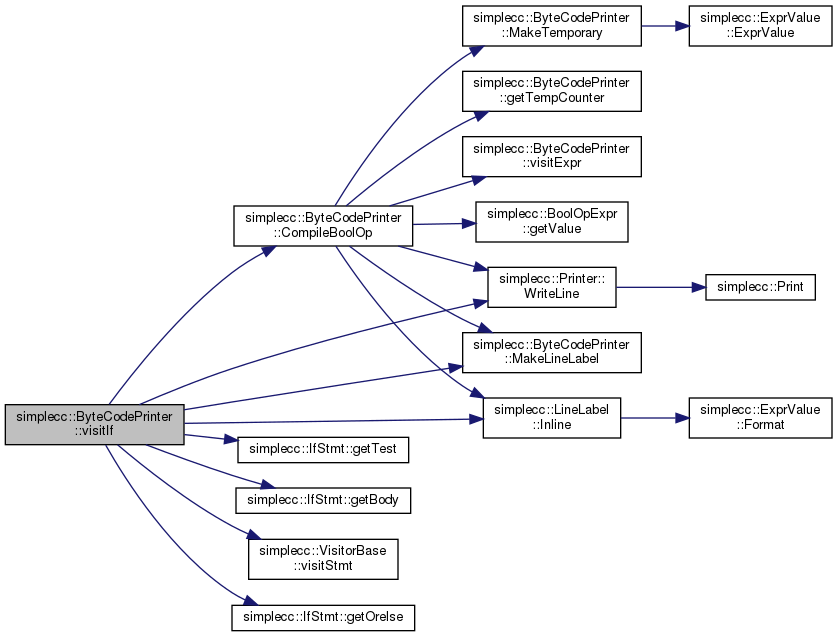 simplecc::ByteCodePrinter
::visitIf
simplecc::ByteCodePrinter
::CompileBoolOp
simplecc::ByteCodePrinter
::MakeTemporary
simplecc::ExprValue
::ExprValue
simplecc::ByteCodePrinter
::getTempCounter
simplecc::ByteCodePrinter
::visitExpr
simplecc::BoolOpExpr
::getValue
simplecc::Printer::
WriteLine
simplecc::Print
simplecc::ByteCodePrinter
::MakeLineLabel
simplecc::LineLabel
::Inline
simplecc::ExprValue
::Format
simplecc::IfStmt::getTest
simplecc::IfStmt::getBody
simplecc::VisitorBase
::visitStmt
simplecc::IfStmt::getOrelse